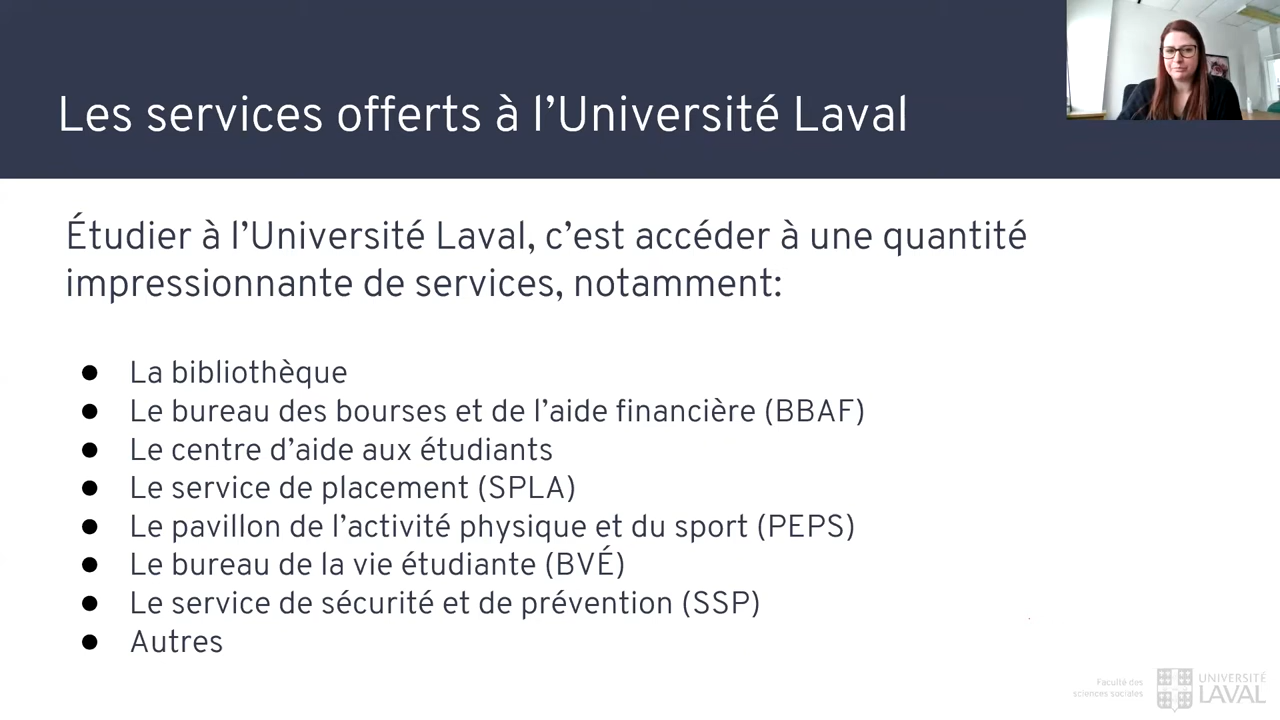 Les services offerts à l'Université Laval
Étudier à l'Université Laval, c'est accéder à une quantité
impressionnante de services, notamment:
● La bibliothèque
● Le bureau des bourses et de l'aide financière (BBAF)
● Le centre d'aide aux étudiants
● Le service de placement (SPLA)
● Le pavillon de l'activité physique et du sport (PEPS)
● Le bureau de la vie étudiante (BVÉ)
● Le service de sécurité et de prévention (SSP)
● Autres
Faculté des
sciences sociales
UNIVERSITÉ
LAVAL